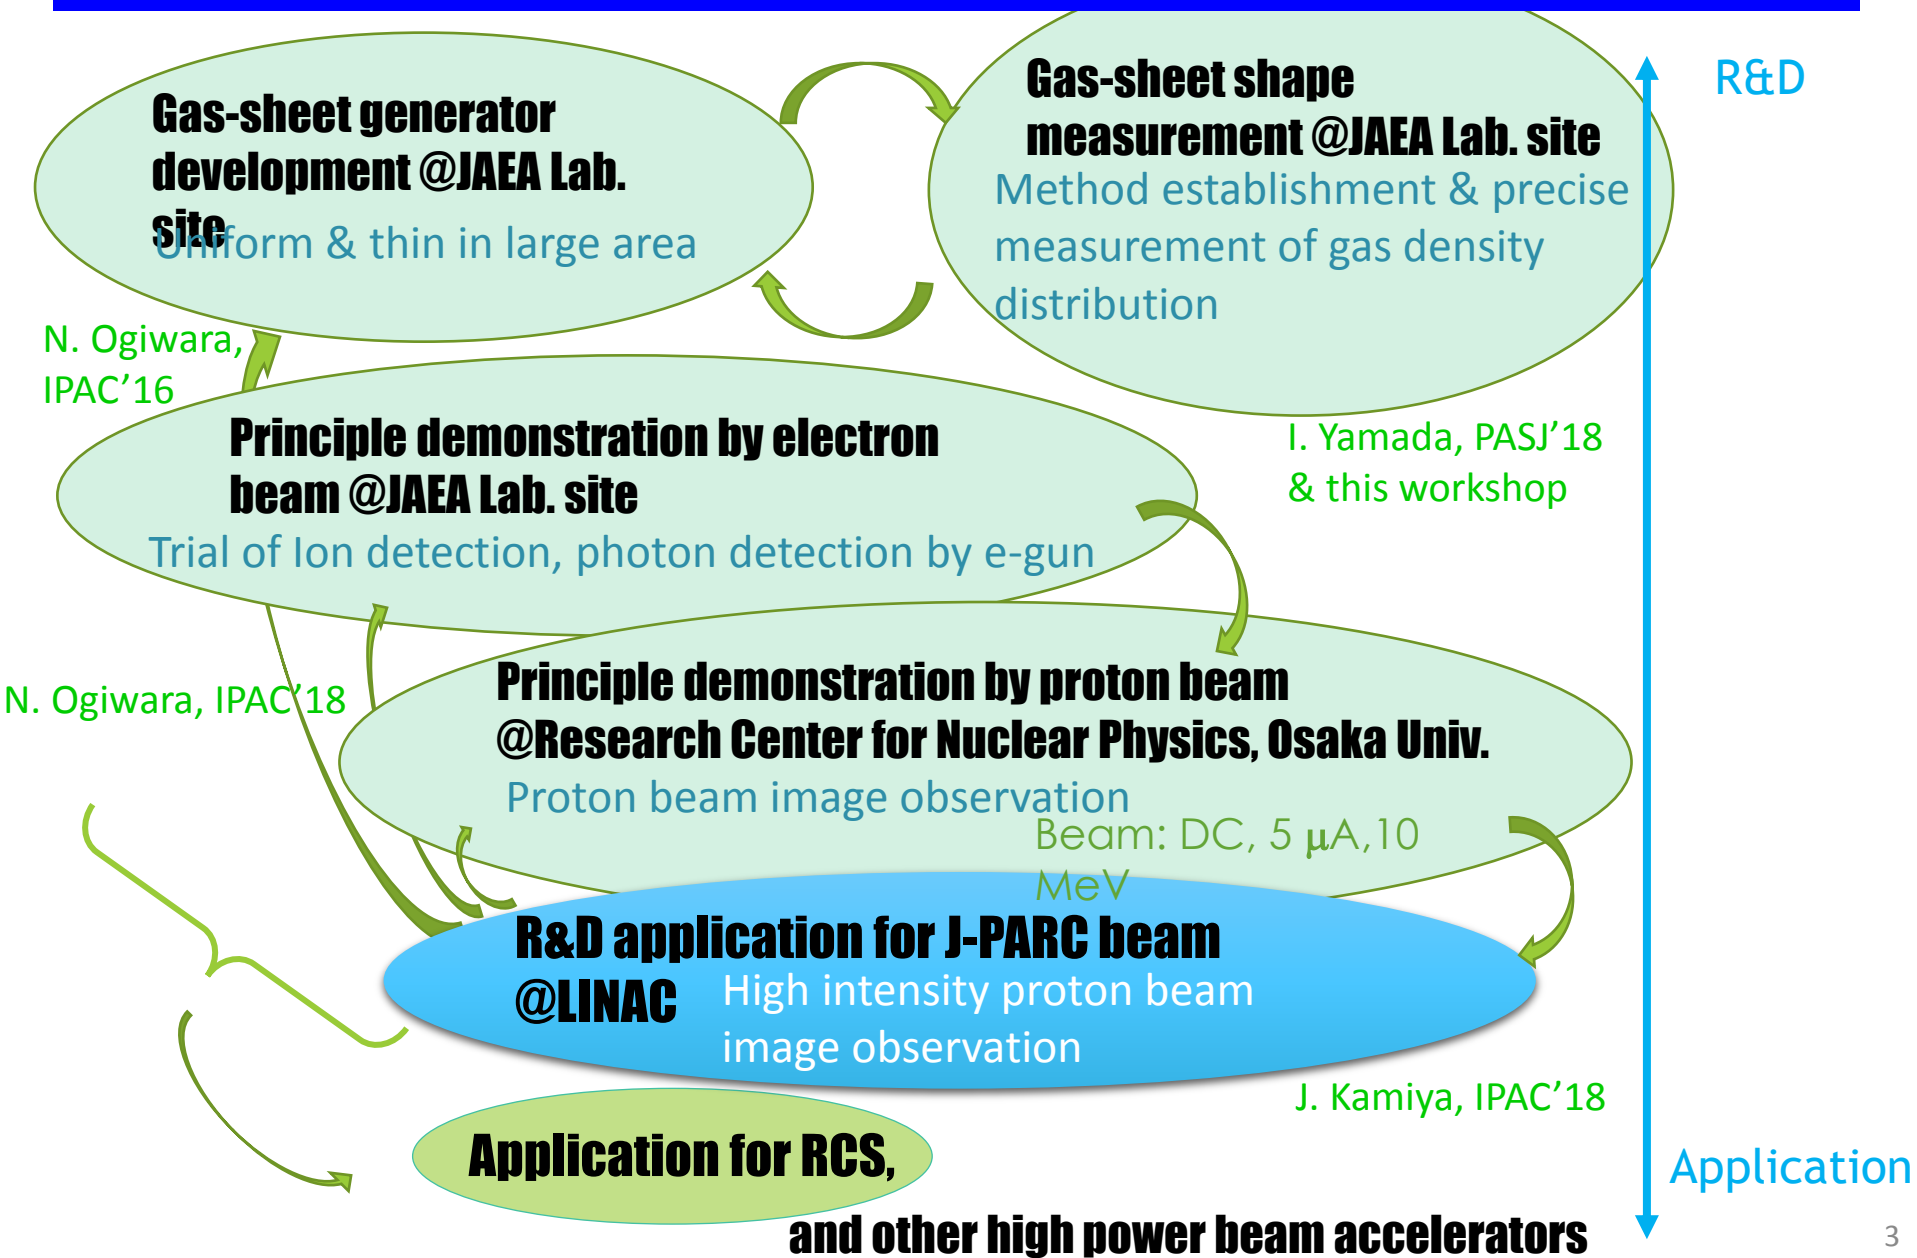 Gas-sheet generator
development @JAEA Lab.
site
Uniform & thin in large area
Gas-sheet shape
measurement @JAEA Lab. site
Method establishment & precise
measurement of gas density
distribution
R&D
N. Ogiwara,
IPAC’16
Principle demonstration by electron
beam @JAEA Lab. site
Trial of Ion detection, photon detection by e-gun
I. Yamada, PASJ’18
& this workshop
N. Ogiwara, IPAC’18
Principle demonstration by proton beam
@Research Center for Nuclear Physics, Osaka Univ.
Proton beam image observation
Beam: DC, 5 μA,10
MeV
R&D application for J-PARC beam
@LINAC
High intensity proton beam
image observation
J. Kamiya, IPAC’18
Application for RCS,
Application
and other high power beam accelerators
3